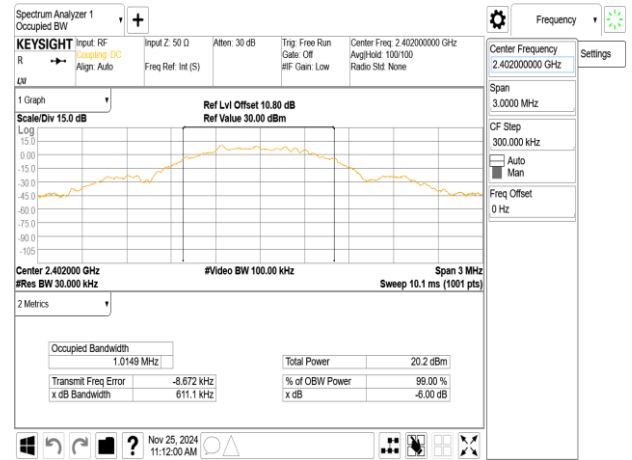 Spectrum Analyzer 1
Occupied BW
+
Frequency
KEYSIGHT
R
Input: RF
Coupling: DC
Align: Auto
Input Z: 50 Ω
Freq Ref: Int (S)
Atten: 30 dB
Trig: Free Run
Gate: Off
#IF Gain: Low
Center Freq: 2.402000000 GHz
Avg|Hold: 100/100
Radio Std: None
Center Frequency
2.402000000 GHz
Settings
Span
3.0000 MHz
CF Step
300.000 kHz
Auto
Man
Freq Offset
0 Hz
1 Graph
Scale/Div 15.0 dB
Ref Lvl Offset 10.80 dB
Ref Value 30.00 dBm
Log
15.0
0.00
-15.0
-30.0
-45.0
-60.0
-75.0
-90.0
-105
Center 2.402000 GHz
#Video BW 100.00 kHz
Span 3 MHz
#Res BW 30.000 kHz
Sweep 10.1 ms (1001 pts)
2 Metrics
Occupied Bandwidth
1.0149 MHz
Total Power 20.2 dBm
Transmit Freq Error -8.672 kHz
% of OBW Power 99.00 %
x dB Bandwidth 611.1 kHz
x dB -6.00 dB
?
Nov 25, 2024
11:12:00 AM